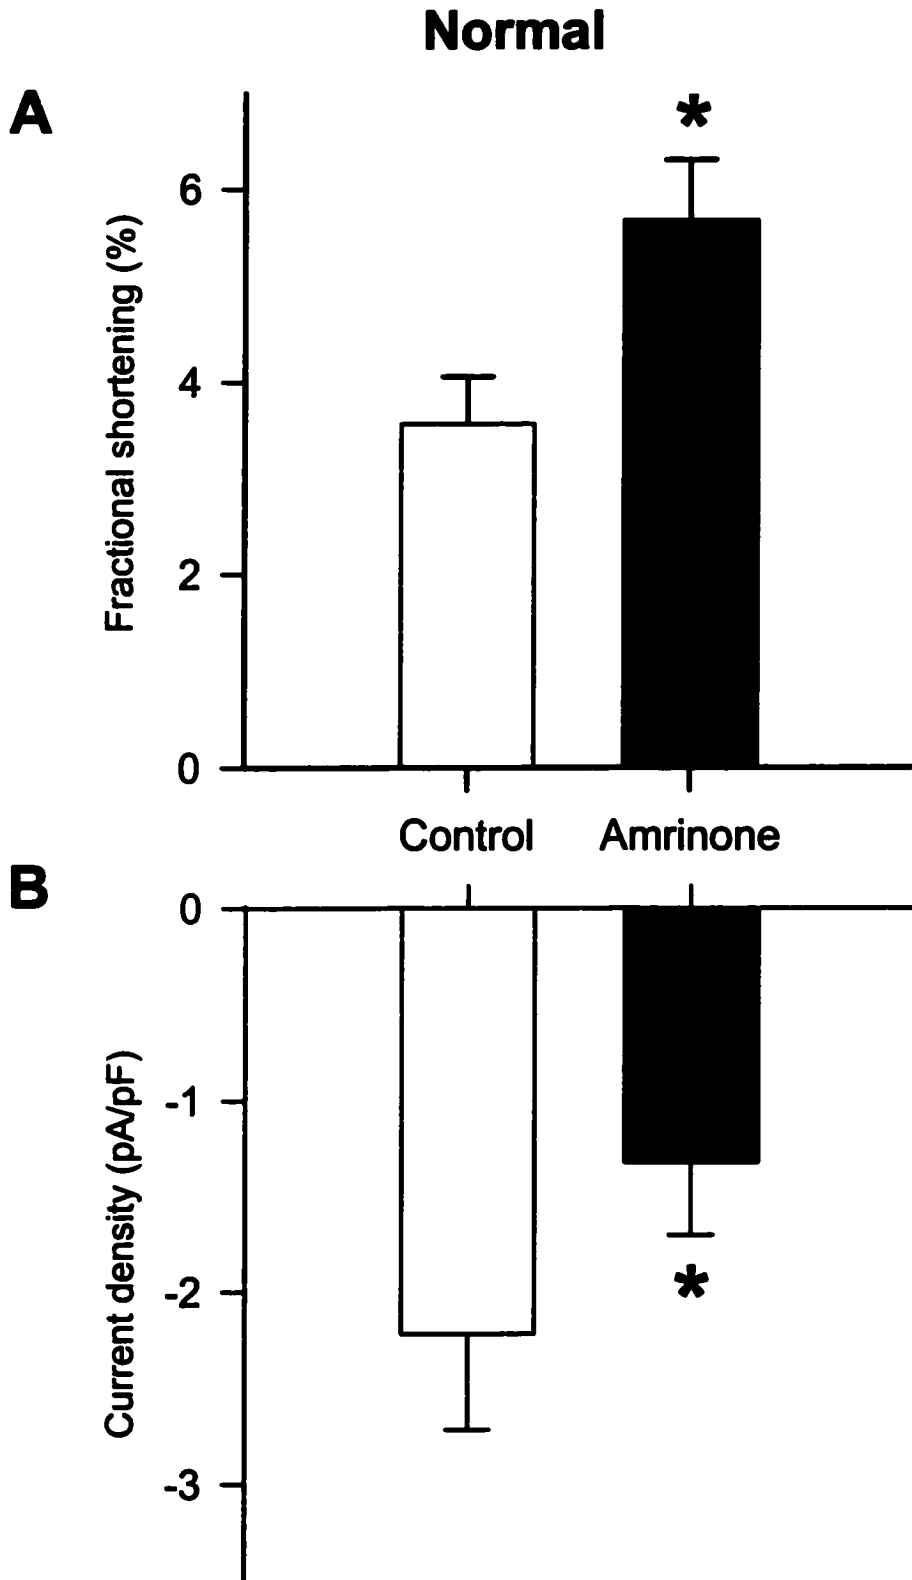 Normal
A
*
6
4
2
0
Fractional shortening (%)
Control Amrinone
B
0
-1
-2
-3
Current density (pA/pF)
*